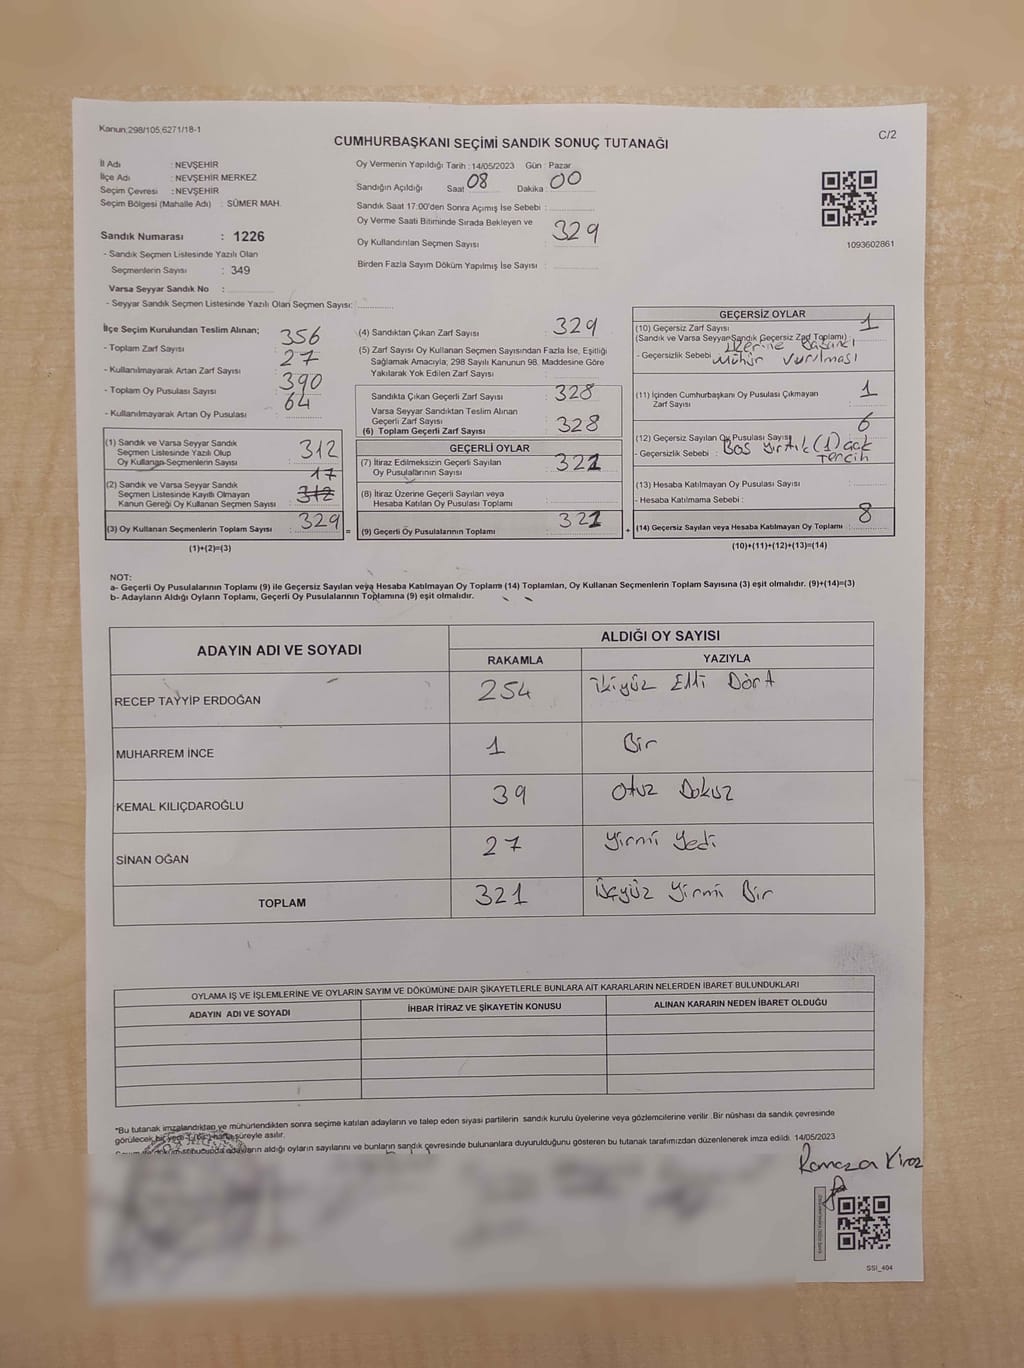 Kanun;298/105,6271/18-1
C/2
CUMHURBAŞKANI SEÇİMİ SANDIK SONUÇ TUTANAĞI
İl Adı : NEVŞEHİR
İlçe Adı : NEVŞEHİR MERKEZ
Seçim Çevresi : NEVŞEHİR
Seçim Bölgesi (Mahalle Adı) : SÜMER MAH.
Sandık Numarası : 1226
- Sandık Seçmen Listesinde Yazılı Olan
Seçmenlerin Sayısı : 349
Varsa Seyyar Sandık No :
- Seyyar Sandık Seçmen Listesinde Yazılı Olan Seçmen Sayısı:
Oy Vermenin Yapıldığı Tarih : 14/05/2023 Gün : Pazar
Sandığın Açıldığı Saat 08 Dakika : 00
Sandık Saat 17:00'den Sonra Açımış İse Sebebi :
Oy Verme Saati Bitiminde Sırada Bekleyen ve
Oy Kullandırılan Seçmen Sayısı : 329
Birden Fazla Sayım Döküm Yapılmış İse Sayısı :
1093602861
İlçe Seçim Kurulundan Teslim Alınan;
- Toplam Zarf Sayısı : 356
- Kullanılmayarak Artan Zarf Sayısı : 27
- Toplam Oy Pusulası Sayısı : 390
- Kullanılmayarak Artan Oy Pusulası : 64
(1) Sandık ve Varsa Seyyar Sandık
Seçmen Listesinde Yazılı Olup
Oy Kullanan Seçmenlerin Sayısı : 312
17
(2) Sandık ve Varsa Seyyar Sandık
Seçmen Listesinde Kayıtlı Olmayan
Kanun Gereği Oy Kullanan Seçmen Sayısı : 312
(3) Oy Kullanan Seçmenlerin Toplam Sayısı : 329
(1)+(2)=(3)
(4) Sandıktan Çıkan Zarf Sayısı : 329
(5) Zarf Sayısı Oy Kullanan Seçmen Sayısından Fazla İse, Eşitliği
Sağlamak Amacıyla; 298 Sayılı Kanunun 98. Maddesine Göre
Yakılarak Yok Edilen Zarf Sayısı :
Sandıkta Çıkan Geçerli Zarf Sayısı : 328
Varsa Seyyar Sandıktan Teslim Alınan
Geçerli Zarf Sayısı :
(6) Toplam Geçerli Zarf Sayısı : 328
GEÇERLİ OYLAR
(7) İtiraz Edilmeksizin Geçerli Sayılan
Oy Pusulalarının Sayısı : 321
(8) İtiraz Üzerine Geçerli Sayılan veya
Hesaba Katılan Oy Pusulası Toplamı :
= (9) Geçerli Oy Pusulalarının Toplamı : 321 +
GEÇERSİZ OYLAR
(10) Geçersiz Zarf Sayısı : 1
(Sandık ve Varsa Seyyar Sandık Geçersiz Zarf Toplamı)
- Geçersizlik Sebebi : üzerine Baskı
Mühür vurulması
(11) İçinden Cumhurbaşkanı Oy Pusulası Çıkmayan
Zarf Sayısı : 1
6
(12) Geçersiz Sayılan Oy Pusulası Sayısı
- Geçersizlik Sebebi : Boş yırtık (1) çok
Tercih
(13) Hesaba Katılmayan Oy Pusulası Sayısı
- Hesaba Katılmama Sebebi :
(14) Geçersiz Sayılan veya Hesaba Katılmayan Oy Toplamı : 8
(10)+(11)+(12)+(13)=(14)
NOT:
a- Geçerli Oy Pusulalarının Toplamı (9) ile Geçersiz Sayılan veya Hesaba Katılmayan Oy Toplamı (14) Toplamları, Oy Kullanan Seçmenlerin Toplam Sayısına (3) eşit olmalıdır. (9)+(14)=(3)
b- Adayların Aldığı Oyların Toplamı, Geçerli Oy Pusulalarının Toplamına (9) eşit olmalıdır.
ADAYIN ADI VE SOYADI
ALDIĞI OY SAYISI
RAKAMLA YAZIYLA
RECEP TAYYİP ERDOĞAN 254 ikiyüz Elli Dört
MUHARREM İNCE 1 Bir
KEMAL KILIÇDAROĞLU 39 Otuz Dokuz
SİNAN OĞAN 27 Yirmi Yedi
TOPLAM 321 Üçyüz Yirmi Bir
OYLAMA İŞ VE İŞLEMLERİNE VE OYLARIN SAYIM VE DÖKÜMÜNE DAİR ŞİKAYETLERLE BUNLARA AİT KARARLARIN NELERDEN İBARET BULUNDUKLARI
ADAYIN ADI VE SOYADI İHBAR İTİRAZ VE ŞİKAYETİN KONUSU ALINAN KARARIN NEDEN İBARET OLDUĞU
*Bu tutanak imzalandıktan ve mühürlendikten sonra seçime katılan adayların ve talep eden siyasi partilerin sandık kurulu üyelerine veya gözlemcilerine verilir. Bir nüshası da sandık çevresinde
görülecek bir yere süreyle asılır.
adayların aldığı oyların sayılarını ve bunların sandık çevresinde bulunanlara duyurulduğunu gösteren bu tutanak tarafımızdan düzenlenerek imza edildi. 14/05/2023
SSI_404